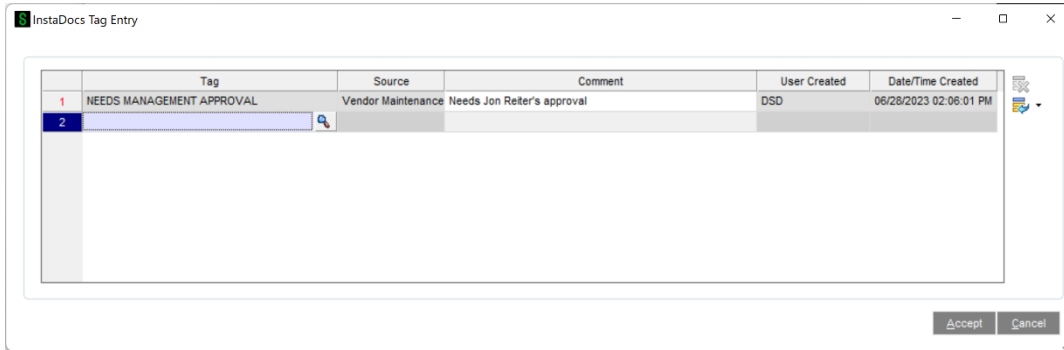 S InstaDocs Tag Entry
Tag Source Comment User Created Date/Time Created
1 NEEDS MANAGEMENT APPROVAL Vendor Maintenance Needs Jon Reiter's approval DSD 06/28/2023 02:06:01 PM
2
Accept Cancel